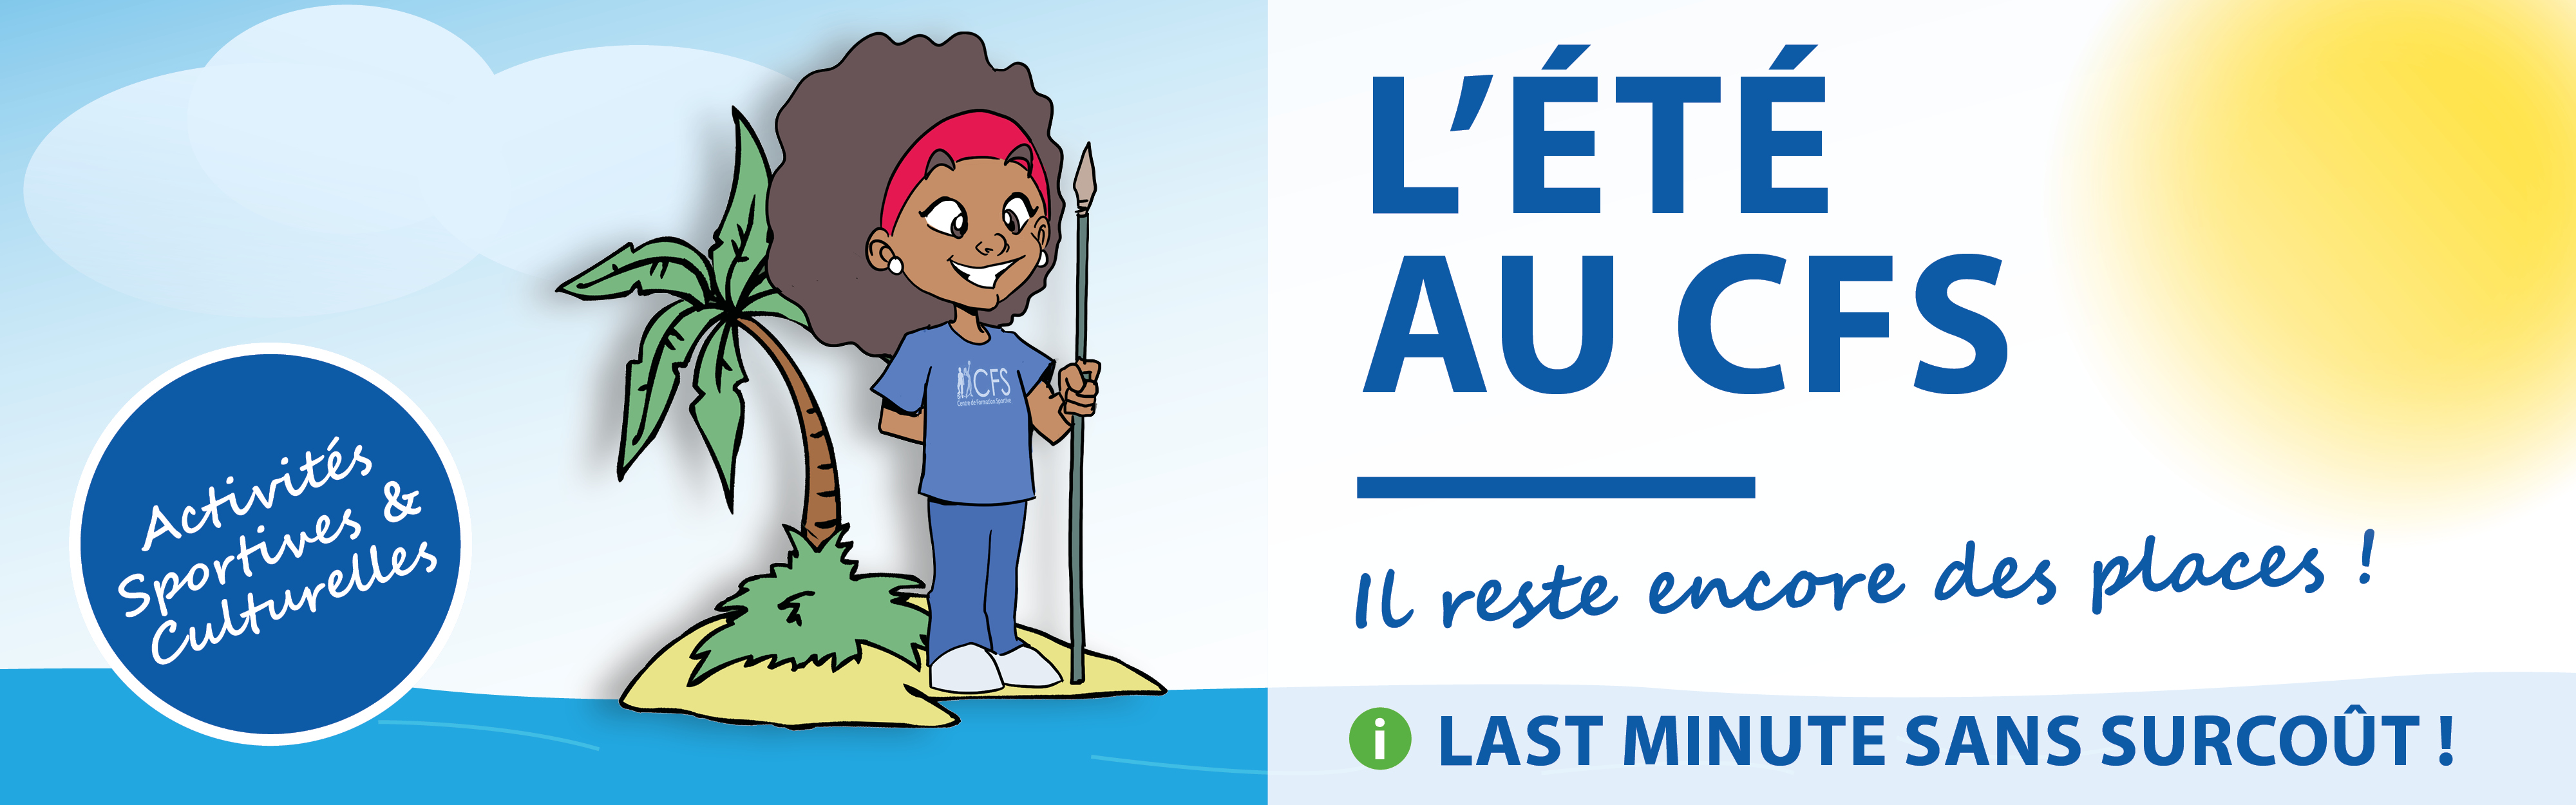 Activités
Sportives &
Culturelles
CFS
Centre de Formation Sportive
L'ÉTÉ
AU CFS
Il reste encore des places !
i LAST MINUTE SANS SURCOÛT !